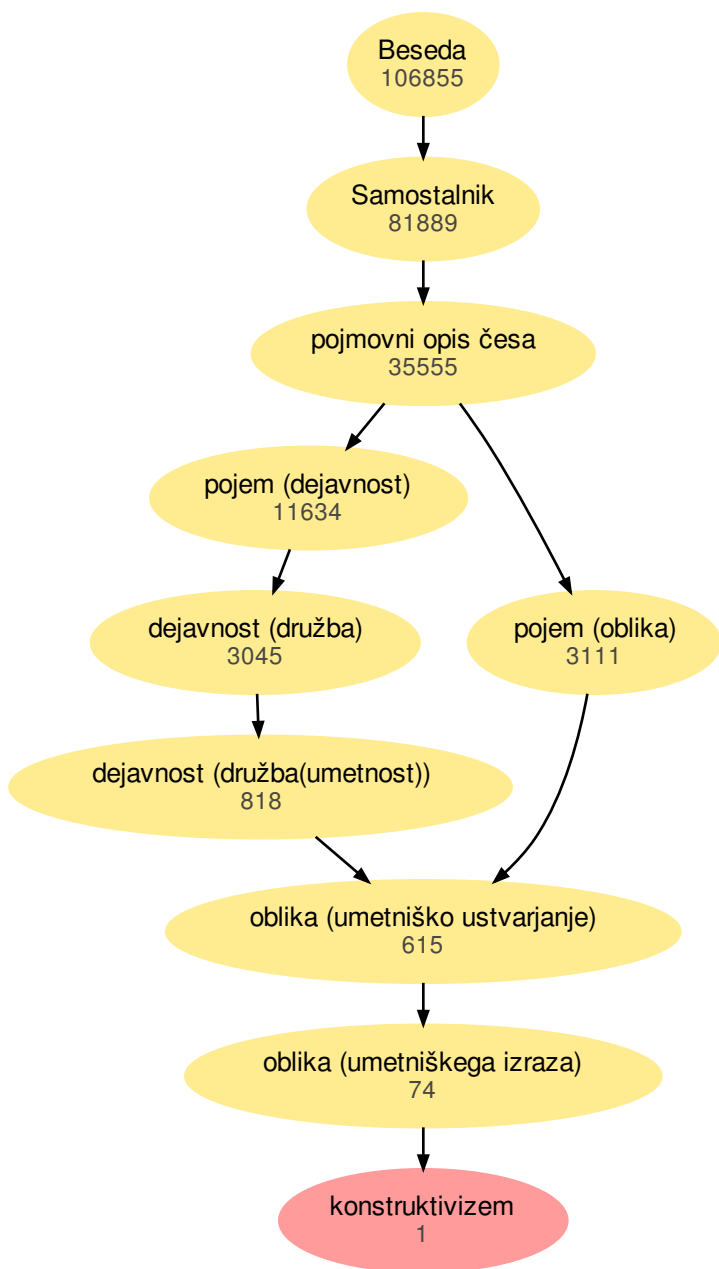 Beseda
106855
Samostalnik
81889
pojmovni opis česa
35555
pojem (dejavnost)
11634
dejavnost (družba)
3045
pojem (oblika)
3111
dejavnost (družba(umetnost))
818
oblika (umetniško ustvarjanje)
615
oblika (umetniškega izraza)
74
konstruktivizem
1